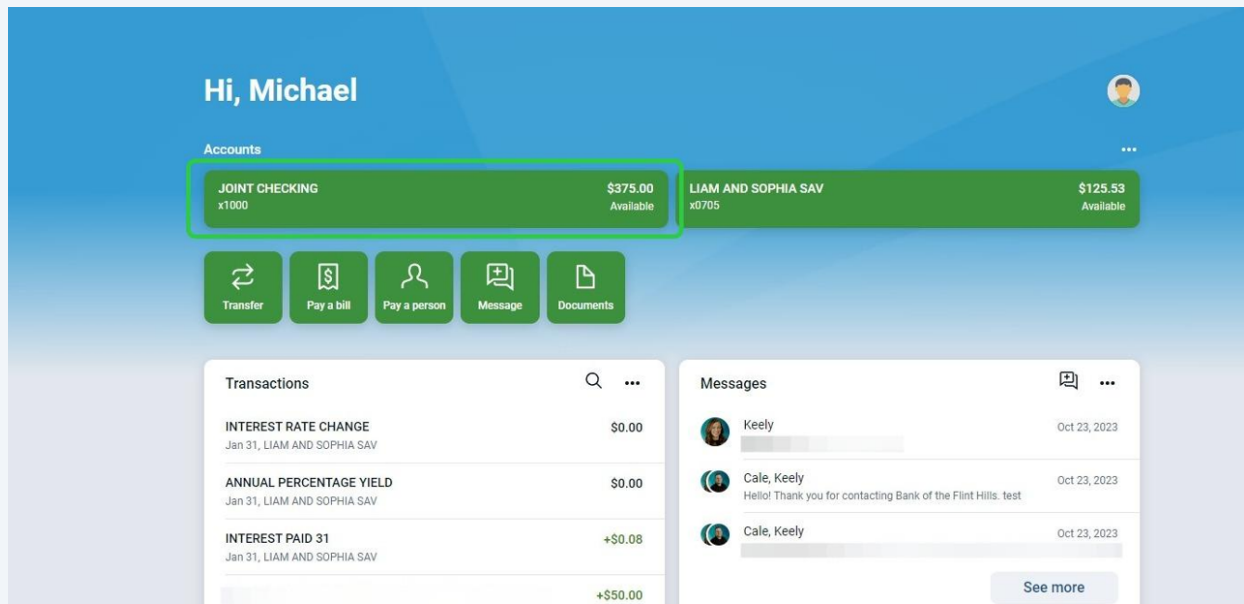 Hi, Michael
Accounts
JOINT CHECKING $375.00
x1000 Available
LIAM AND SOPHIA SAV $125.53
x0705 Available
Transfer
Pay a bill
Pay a person
Message
Documents
Transactions
INTEREST RATE CHANGE $0.00
Jan 31, LIAM AND SOPHIA SAV
ANNUAL PERCENTAGE YIELD $0.00
Jan 31, LIAM AND SOPHIA SAV
INTEREST PAID 31 +$0.08
Jan 31, LIAM AND SOPHIA SAV
+$50.00
Messages
Keely Oct 23, 2023
Cale, Keely Oct 23, 2023
Hello! Thank you for contacting Bank of the Flint Hills. test
Cale, Keely Oct 23, 2023
See more